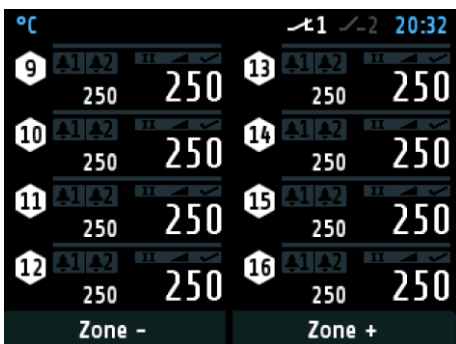 °C 1 2 20:32
9 1 2 II 250 250
13 1 2 II 250 250
10 1 2 II 250 250
14 1 2 II 250 250
11 1 2 II 250 250
15 1 2 II 250 250
12 1 2 II 250 250
16 1 2 II 250 250
Zone - Zone +